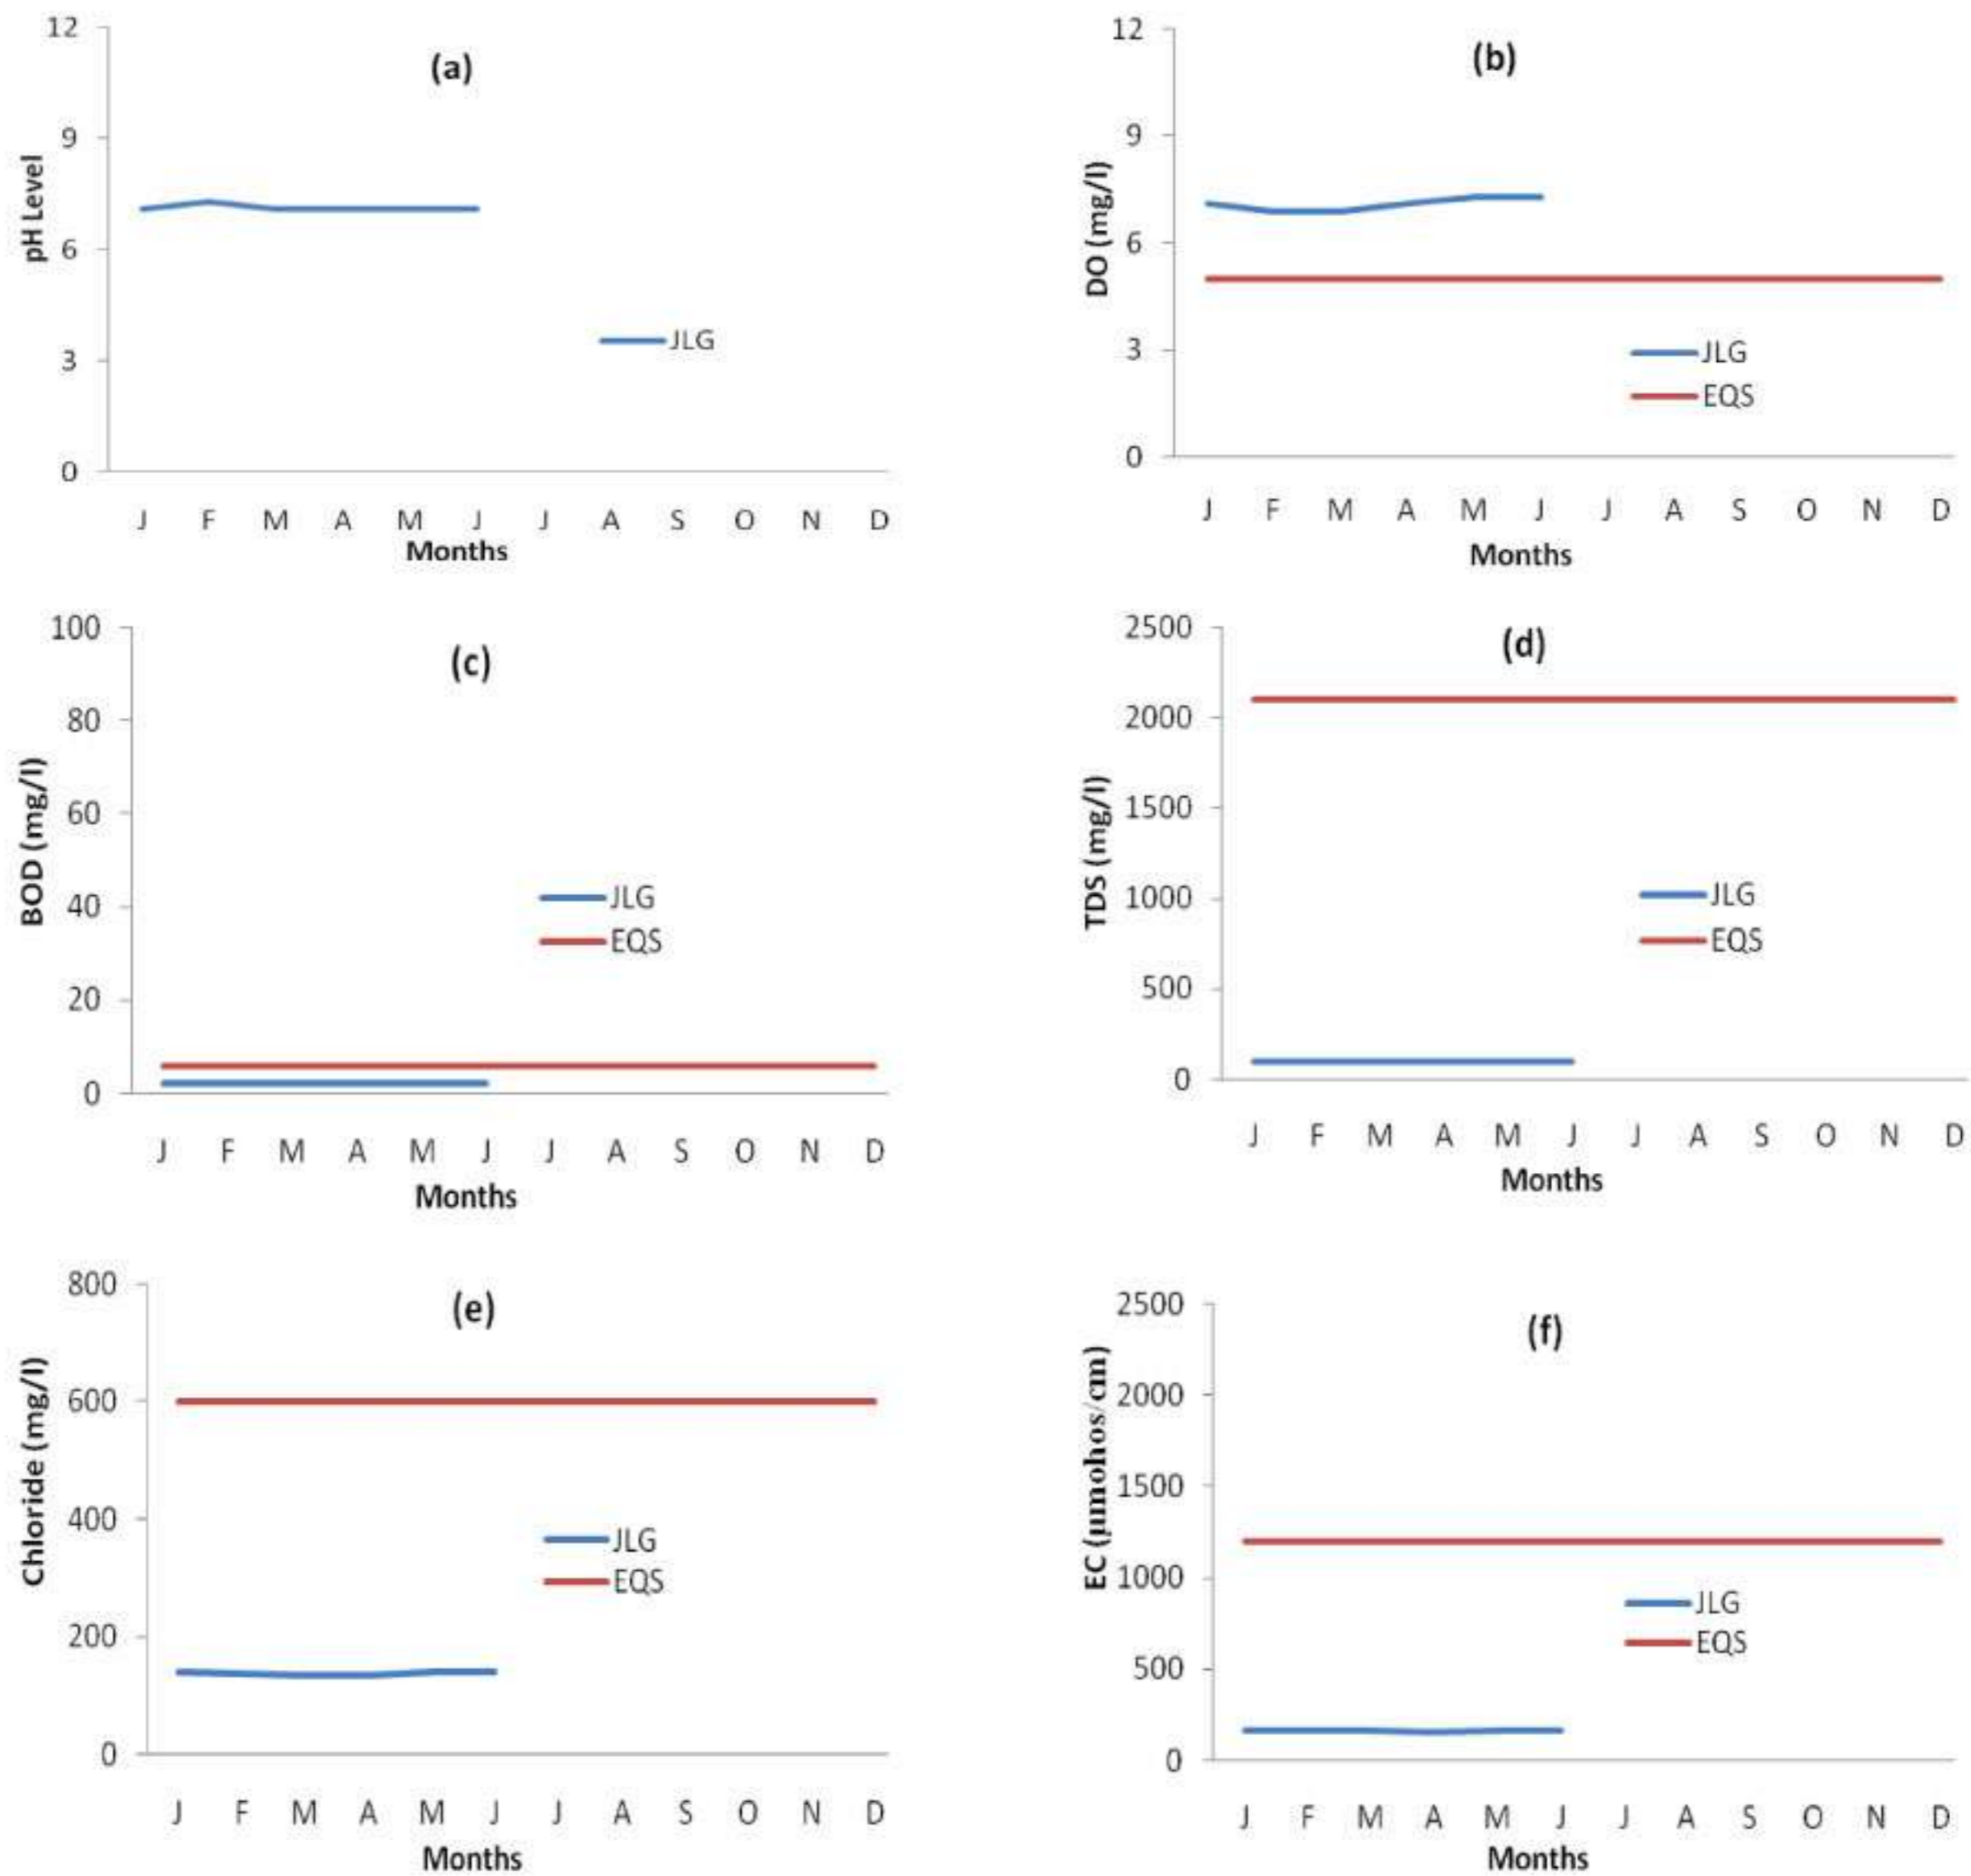 (a)
pH Level
12
9
6
3
0
JLG
J F M A M J J A S O N D
Months
(b)
DO (mg/l)
12
9
6
3
0
JLG
EQS
J F M A M J J A S O N D
Months
(c)
BOD (mg/l)
100
80
60
40
20
0
JLG
EQS
J F M A M J J A S O N D
Months
(d)
TDS (mg/l)
2500
2000
1500
1000
500
0
JLG
EQS
J F M A M J J A S O N D
Months
(e)
Chloride (mg/l)
800
600
400
200
0
JLG
EQS
J F M A M J J A S O N D
Months
(f)
EC (µmohos/cm)
2500
2000
1500
1000
500
0
JLG
EQS
J F M A M J J A S O N D
Months